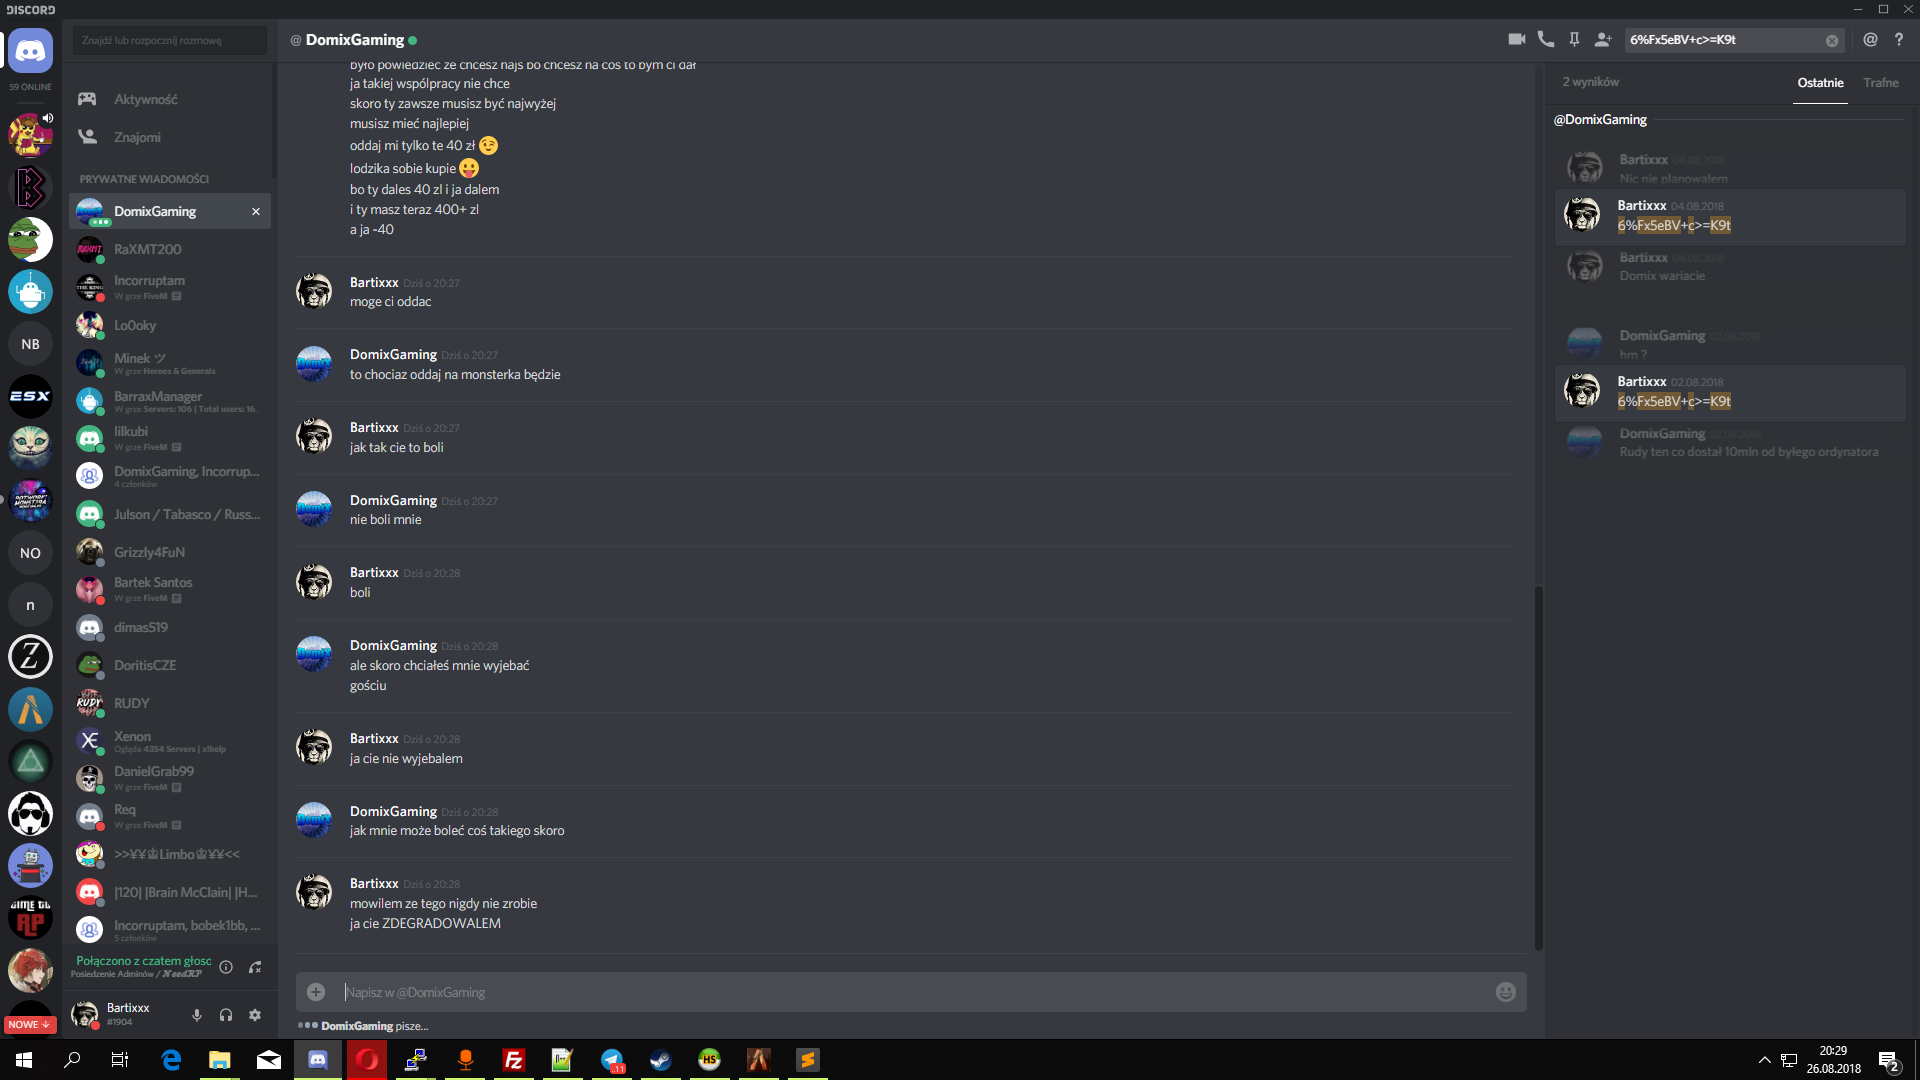 DISCORD
59 ONLINE
NB
ESX
NO
n
Z
GIME TO
RP
NOWE
Znajdź lub rozpocznij rozmowę
Aktywność
Znajomi
PRYWATNE WIADOMOŚCI
DomixGaming
RaXMT200
Incorruptam
W grze FiveM
Lo0oky
Minek ツ
W grze Heroes & Generals
BarraxManager
W grze Servers: 106 | Total users: 16..
lilkubi
W grze FiveM
DomixGaming, Incorrup...
4 członków
Julson / Tabasco / Russ...
Grizzly4FuN
Bartek Santos
W grze FiveM
dimas519
DoritisCZE
RUDY
Xenon
Ogląda 4354 Servers | x!help
DanielGrab99
W grze FiveM
Req
W grze FiveM
>>¥¥♔Limbo♔¥¥<<
|120| |Brain McClain| |H...
Incorruptam, bobek1bb, ...
5 członków
Połączono z czatem głosc
Posiedzenie Adminów / NeedRP
Bartixxx
#1904
@ DomixGaming
6%Fx5eBV+c>=K9t
było powiedzieć że chcesz hajs bo chcesz na coś to bym ci dał
ja takiej wspólpracy nie chce
skoro ty zawsze musisz być najwyżej
musisz mieć najlepiej
oddaj mi tylko te 40 zł 😉
lodzika sobie kupie 😛
bo ty dales 40 zl i ja dalem
i ty masz teraz 400+ zl
a ja -40
Bartixxx Dziś o 20:27
moge ci oddac
DomixGaming Dziś o 20:27
to chociaz oddaj na monsterka będzie
Bartixxx Dziś o 20:27
jak tak cie to boli
DomixGaming Dziś o 20:27
nie boli mnie
Bartixxx Dziś o 20:28
boli
DomixGaming Dziś o 20:28
ale skoro chciałeś mnie wyjebać
gościu
Bartixxx Dziś o 20:28
ja cie nie wyjebalem
DomixGaming Dziś o 20:28
jak mnie może boleć coś takiego skoro
Bartixxx Dziś o 20:28
mowilem ze tego nigdy nie zrobie
ja cie ZDEGRADOWALEM
Napisz w @DomixGaming
DomixGaming pisze...
2 wyników
Ostatnie
Trafne
@DomixGaming
Bartixxx 04.08.2018
Nic nie planowalem
Bartixxx 04.08.2018
6%Fx5eBV+c>=K9t
Bartixxx 04.08.2018
Domix wariacie
DomixGaming 02.08.2018
hm ?
Bartixxx 02.08.2018
6%Fx5eBV+c>=K9t
DomixGaming 02.08.2018
Rudy ten co dostał 10mln od byłego ordynatora
20:29
26.08.2018
2